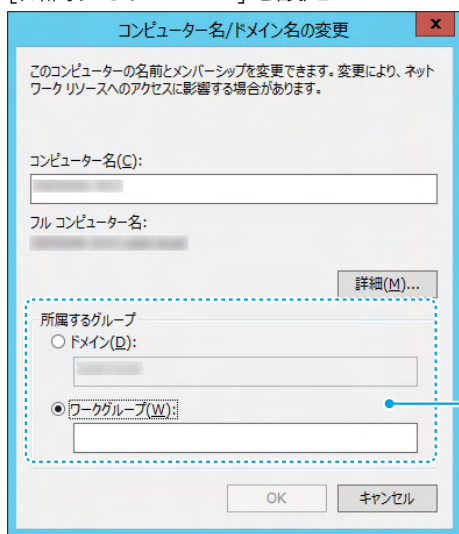 コンピューター名/ドメイン名の変更
x
このコンピューターの名前とメンバーシップを変更できます。変更により、ネット
ワーク リソースへのアクセスに影響する場合があります。
コンピューター名(C):
フル コンピューター名:
詳細(M)...
所属するグループ
ドメイン(D):
ワークグループ(W):
OK
キャンセル